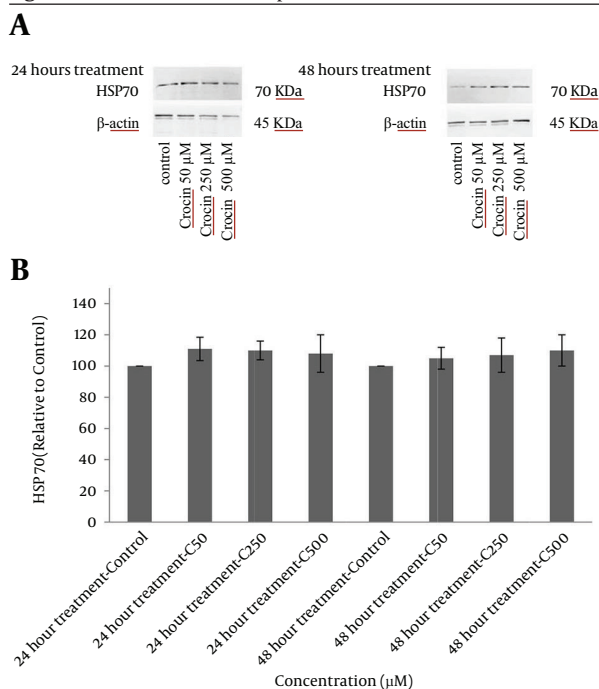 A
24 hours treatment
HSP70
70 KDa
β-actin
45 KDa
control
Crocin 50 μM
Crocin 250 μM
Crocin 500 μM
48 hours treatment
HSP70
70 KDa
β-actin
45 KDa
control
Crocin 50 μM
Crocin 250 μM
Crocin 500 μM
B
HSP 70(Relative to Control)
140
120
100
80
60
40
20
0
24 hour treatment-Control
24 hour treatment-C50
24 hour treatment-C250
24 hour treatment-C500
48 hour treatment-Control
48 hour treatment-C50
48 hour treatment-C250
48 hour treatment-C500
Concentration (μM)